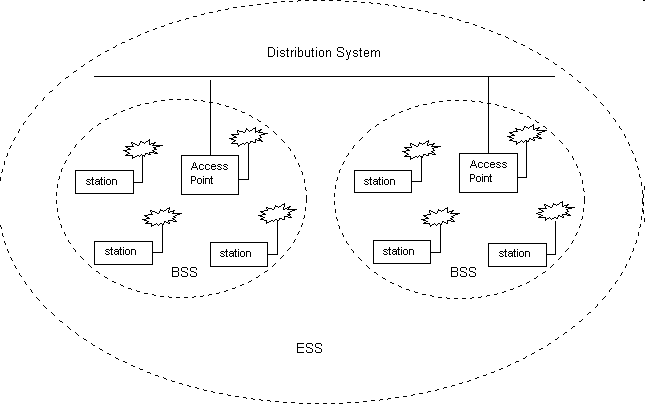 Distribution System
Access
Point
station
station
station
BSS
Access
Point
station
station
station
BSS
ESS